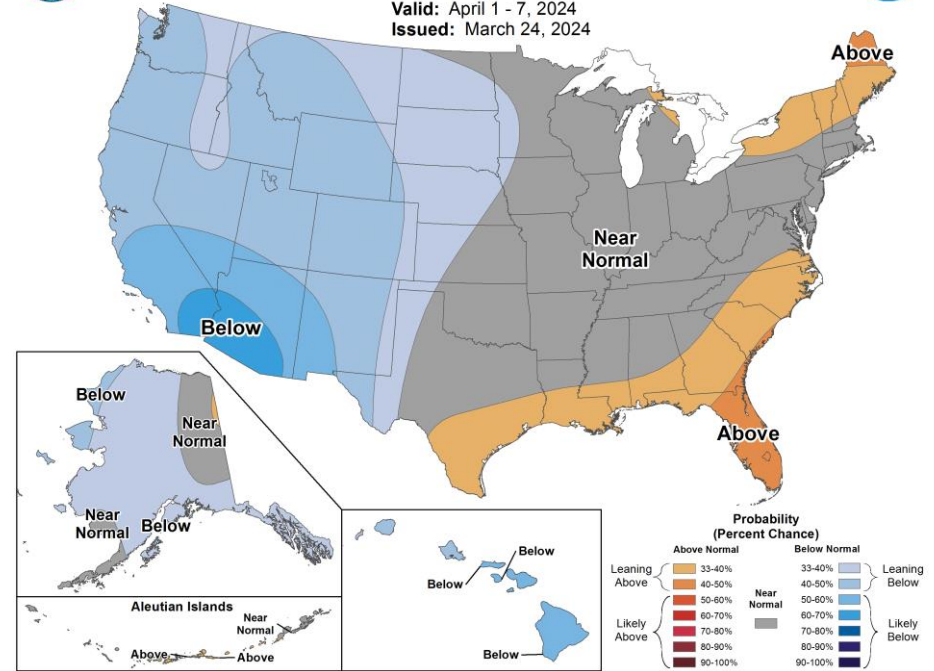 Valid: April 1 - 7, 2024
Issued: March 24, 2024
Above
Near
Normal
Below
Above
Below
Near
Normal
Near
Normal
Below
Aleutian Islands
Near
Normal
Above
Above
Below
Below
Below
Probability
(Percent Chance)
Above Normal
Below Normal
Leaning
Above
33-40%
40-50%
50-60%
60-70%
70-80%
80-90%
90-100%
Likely
Above
Near
Normal
33-40%
40-50%
50-60%
60-70%
70-80%
80-90%
90-100%
Leaning
Below
Likely
Below